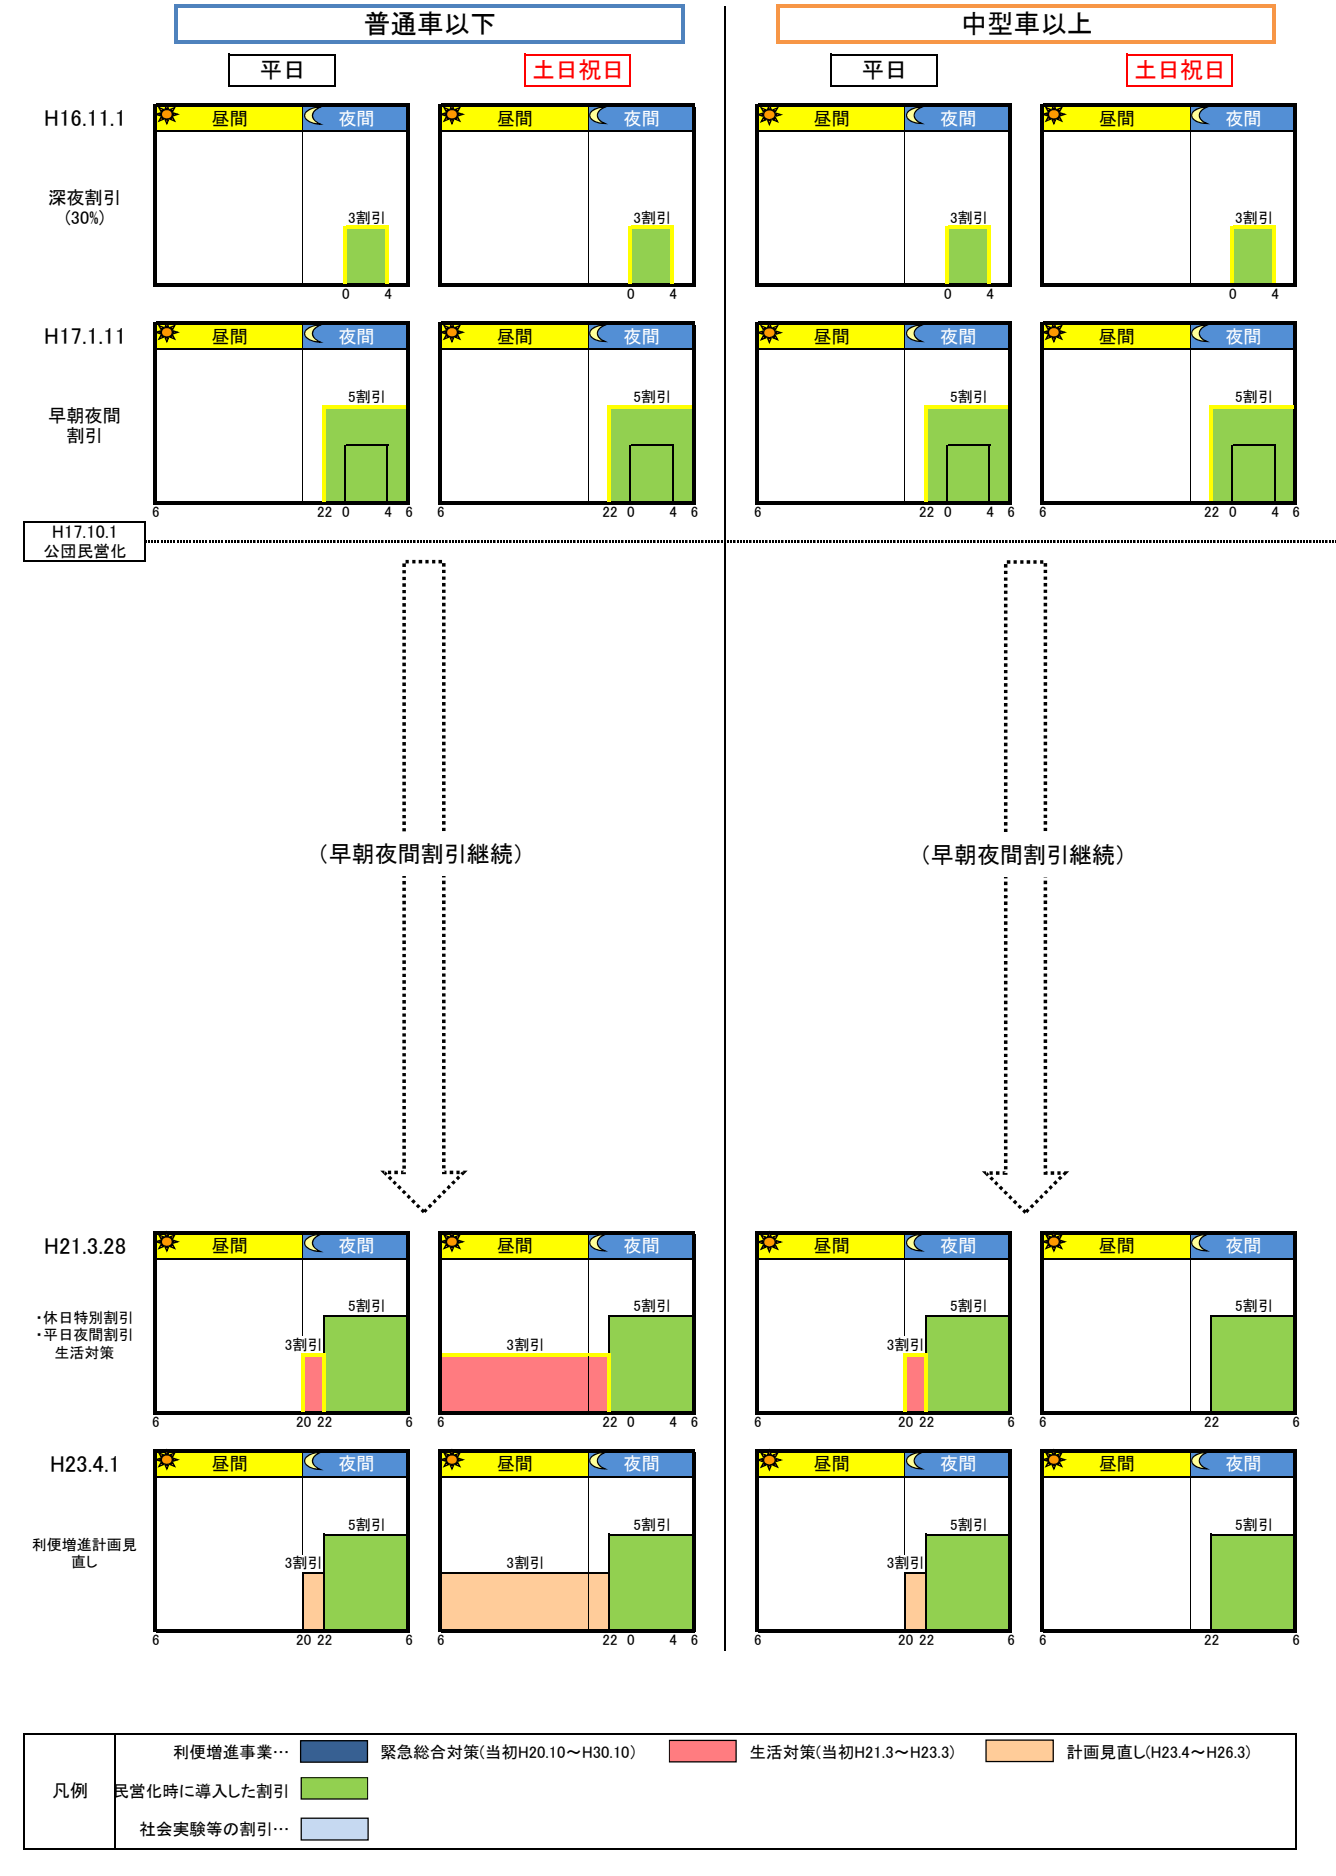 普通車以下
中型車以上
平日
土日祝日
平日
土日祝日
H16.11.1
深夜割引
(30%)
昼間 夜間
3割引
0 4
昼間 夜間
3割引
0 4
昼間 夜間
3割引
0 4
昼間 夜間
3割引
0 4
H17.1.11
早朝夜間
割引
昼間 夜間
5割引
6 22 0 4 6
昼間 夜間
5割引
6 22 0 4 6
昼間 夜間
5割引
6 22 0 4 6
昼間 夜間
5割引
6 22 0 4 6
H17.10.1
公団民営化
(早朝夜間割引継続)
(早朝夜間割引継続)
H21.3.28
・休日特別割引
・平日夜間割引
生活対策
昼間 夜間
5割引
3割引
6 20 22 6
昼間 夜間
5割引
3割引
6 22 0 4 6
昼間 夜間
5割引
3割引
6 20 22 6
昼間 夜間
5割引
6 22 6
H23.4.1
利便増進計画見
直し
昼間 夜間
5割引
3割引
6 20 22 6
昼間 夜間
5割引
3割引
6 22 0 4 6
昼間 夜間
5割引
3割引
6 20 22 6
昼間 夜間
5割引
6 22 6
凡例
利便増進事業… 緊急総合対策(当初H20.10～H30.10) 生活対策(当初H21.3～H23.3) 計画見直し(H23.4～H26.3)
民営化時に導入した割引
社会実験等の割引…